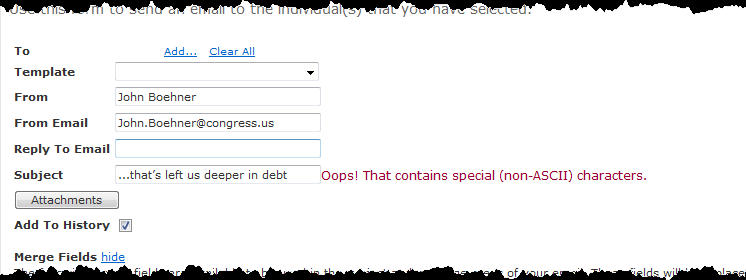 Use this form to send an email to the individual(s) that you have selected.
To Add... Clear All
Template
From John Boehner
From Email John.Boehner@congress.us
Reply To Email
Subject …that’s left us deeper in debt Oops! That contains special (non-ASCII) characters.
Attachments
Add To History
Merge Fields hide